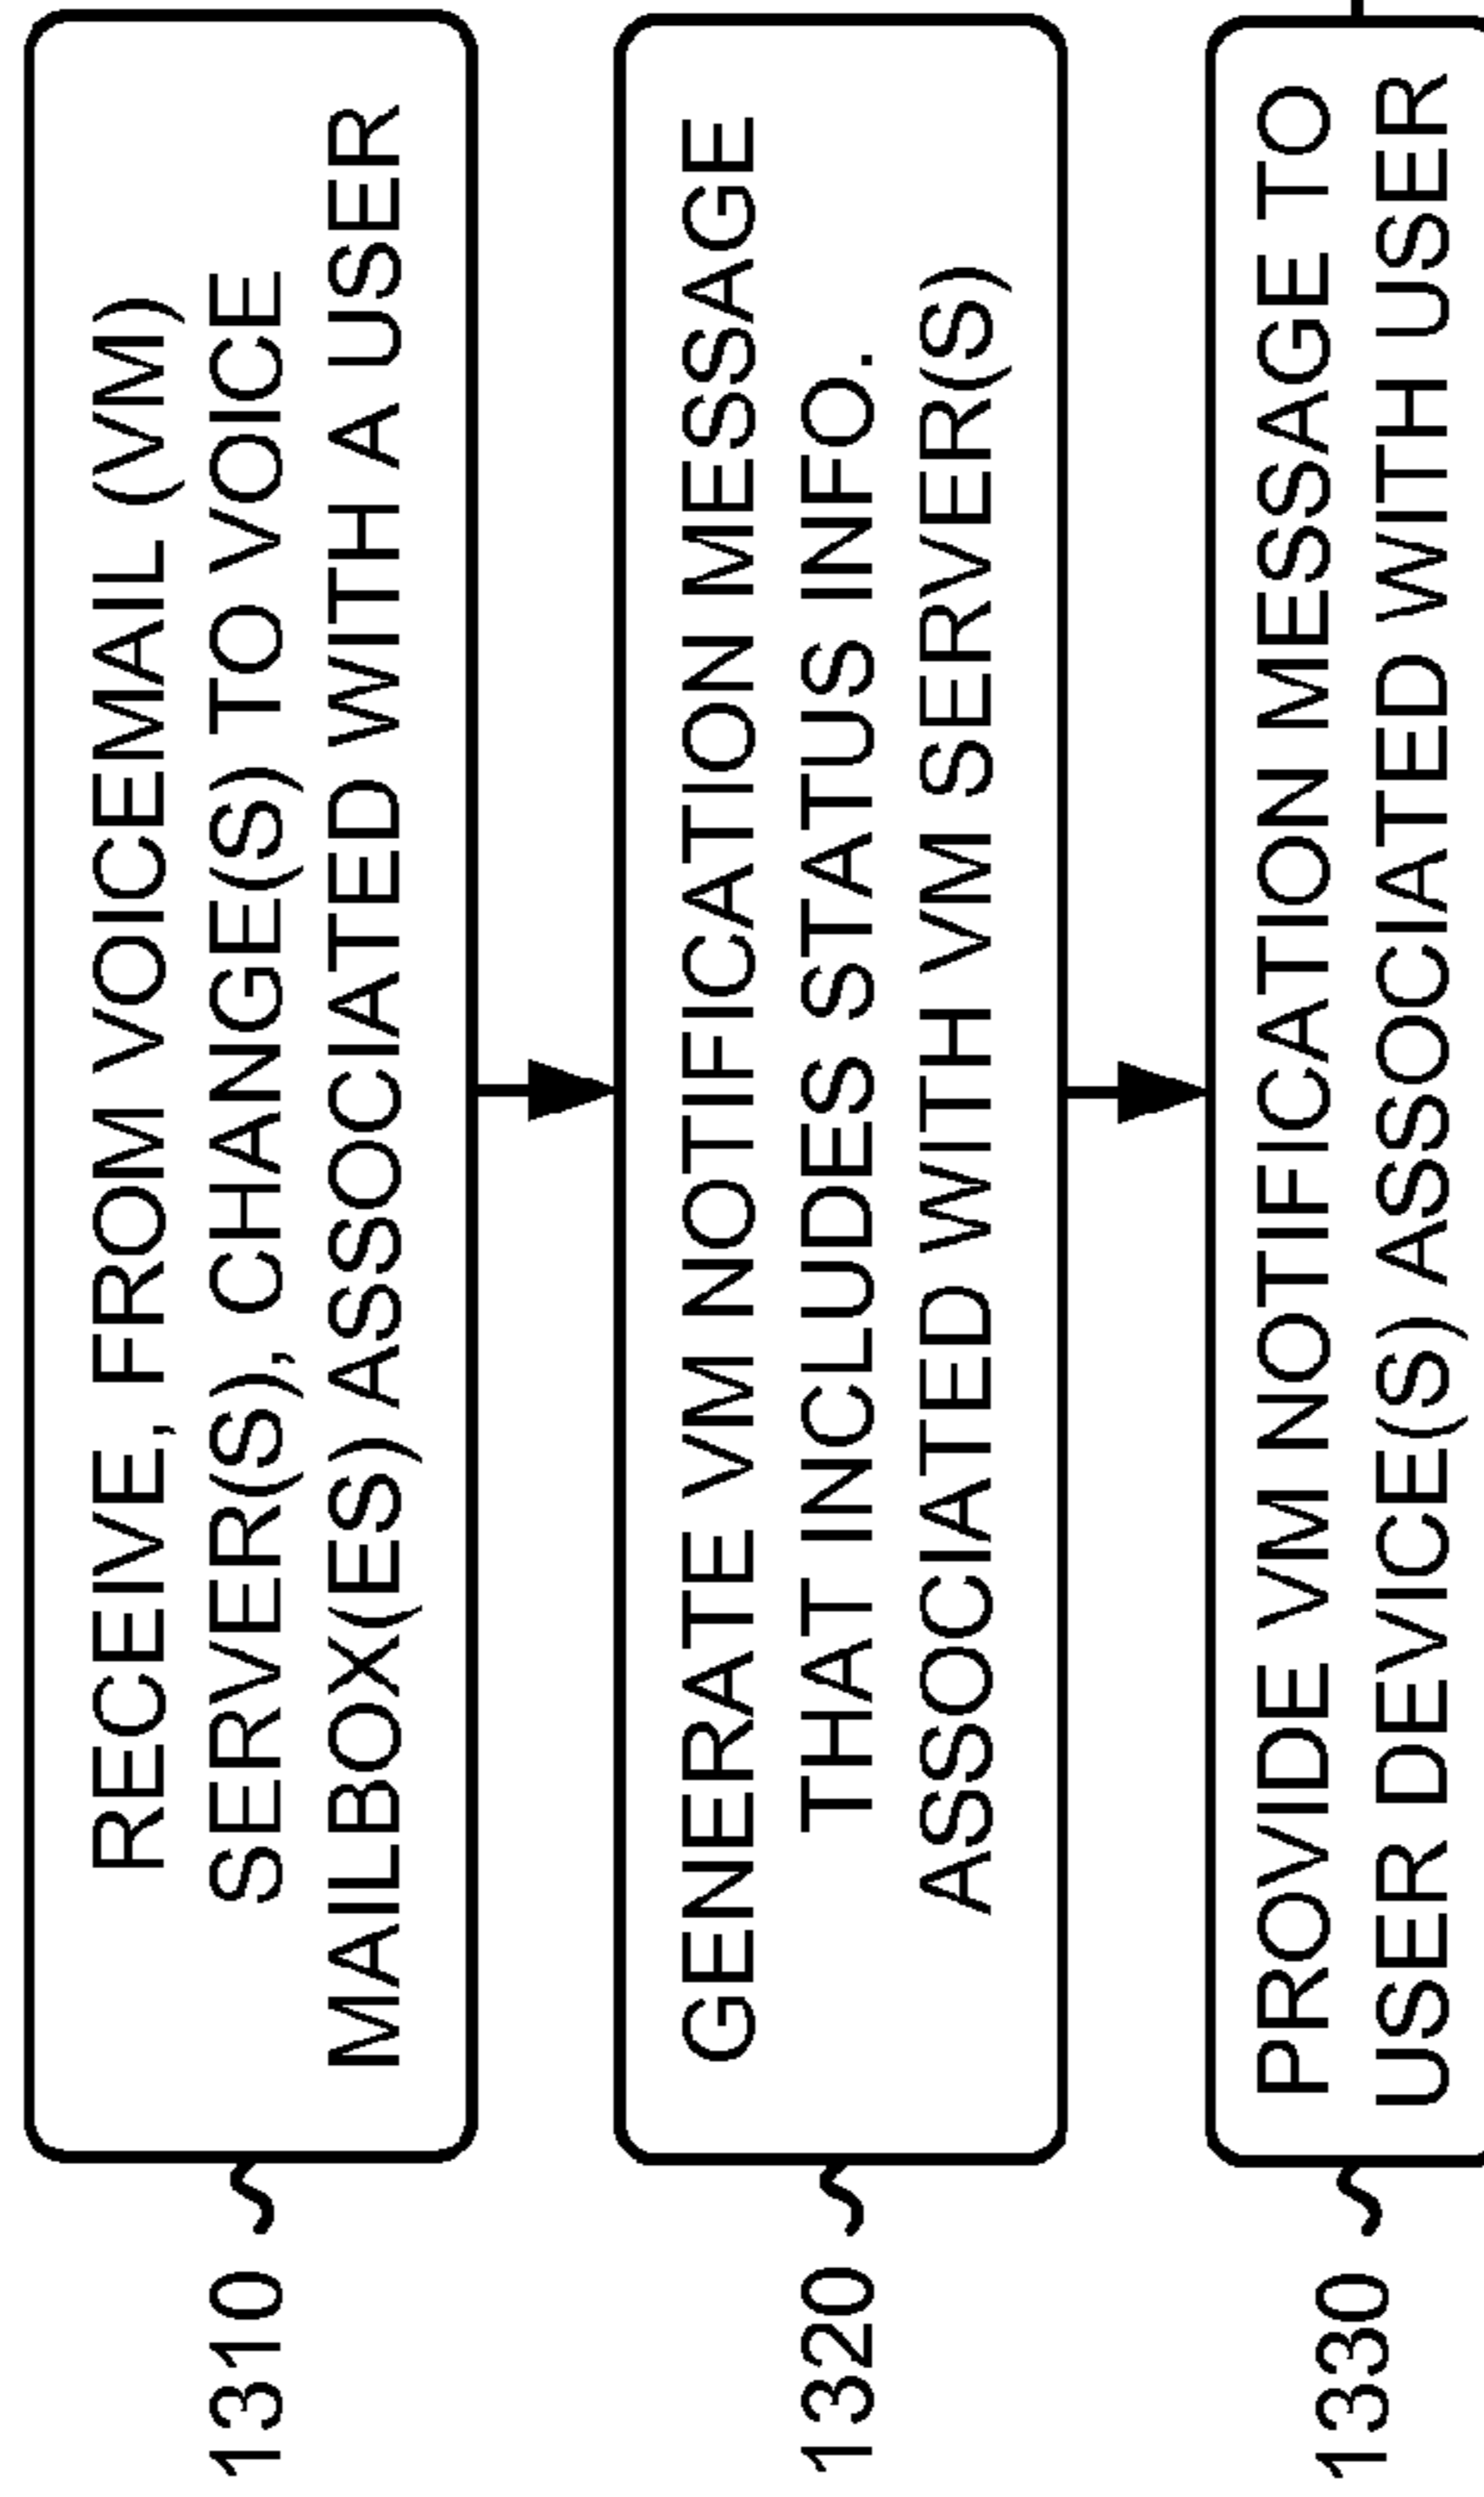 1310
RECEIVE, FROM VOICEMAIL (VM)
SERVER(S), CHANGE(S) TO VOICE
MAILBOX(ES) ASSOCIATED WITH A USER
1320
GENERATE VM NOTIFICATION MESSAGE
THAT INCLUDES STATUS INFO.
ASSOCIATED WITH VM SERVER(S)
1330
PROVIDE VM NOTIFICATION MESSAGE TO
USER DEVICE(S) ASSOCIATED WITH USER